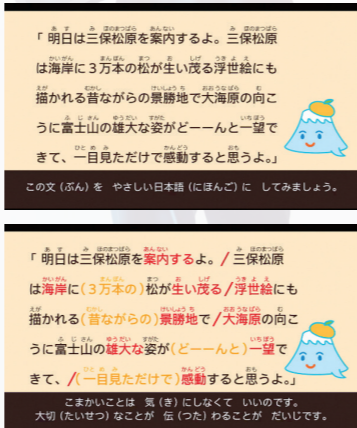 「明日は三保松原を案内するよ。三保松原
は海岸に3万本の松が生い茂る浮世絵にも
描かれる昔ながらの景勝地で大海原の向こ
うに富士山の雄大な姿がどーーんと一望で
きて、一目見ただけで感動すると思うよ。」
この文(ぶん)を やさしい日本語(にほんご)に してみましょう。
「明日は三保松原を案内するよ。/三保松原
は海岸に(3万本の)松が生い茂る/浮世絵にも
描かれる(昔ながらの)景勝地で/大海原の向こ
うに富士山の雄大な姿が(どーーんと)一望で
きて、/(一目見ただけで)感動すると思うよ。」
こまかいことは 気(き)にしなくて いいのです。
大切(たいせつ)なことが 伝(つた)わることが だいじです。